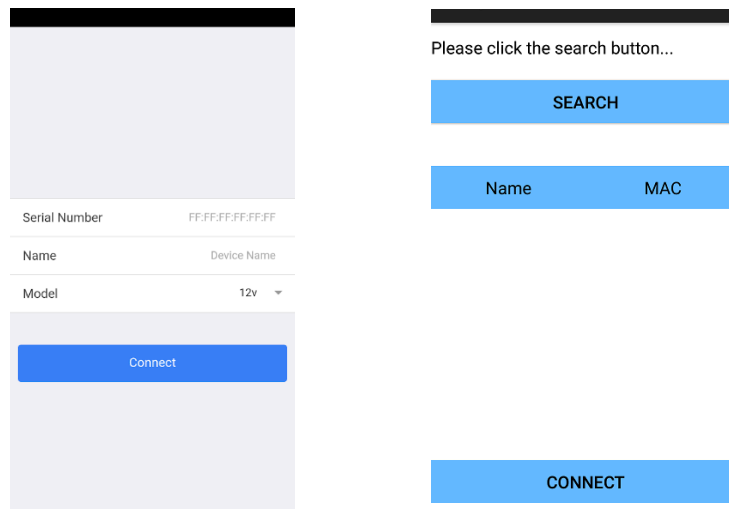 Serial Number FF:FF:FF:FF:FF:FF
Name Device Name
Model 12v
Connect
Please click the search button...
SEARCH
Name MAC
CONNECT